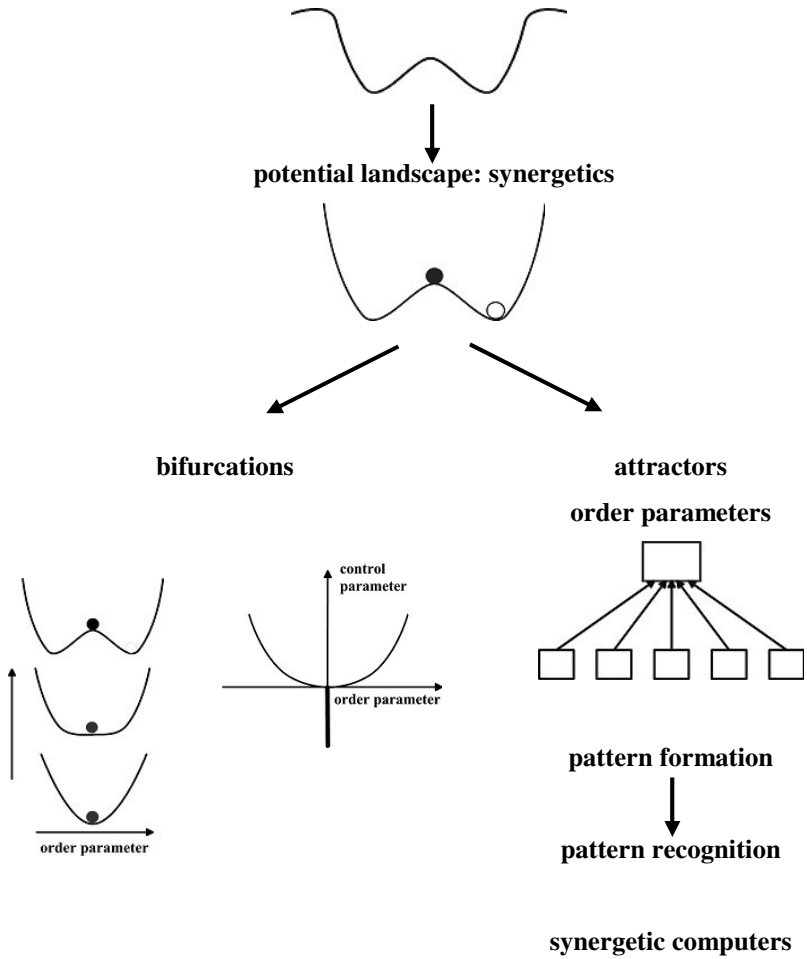 potential landscape: synergetics
bifurcations
attractors
order parameters
control
parameter
order parameter
order parameter
pattern formation
pattern recognition
synergetic computers